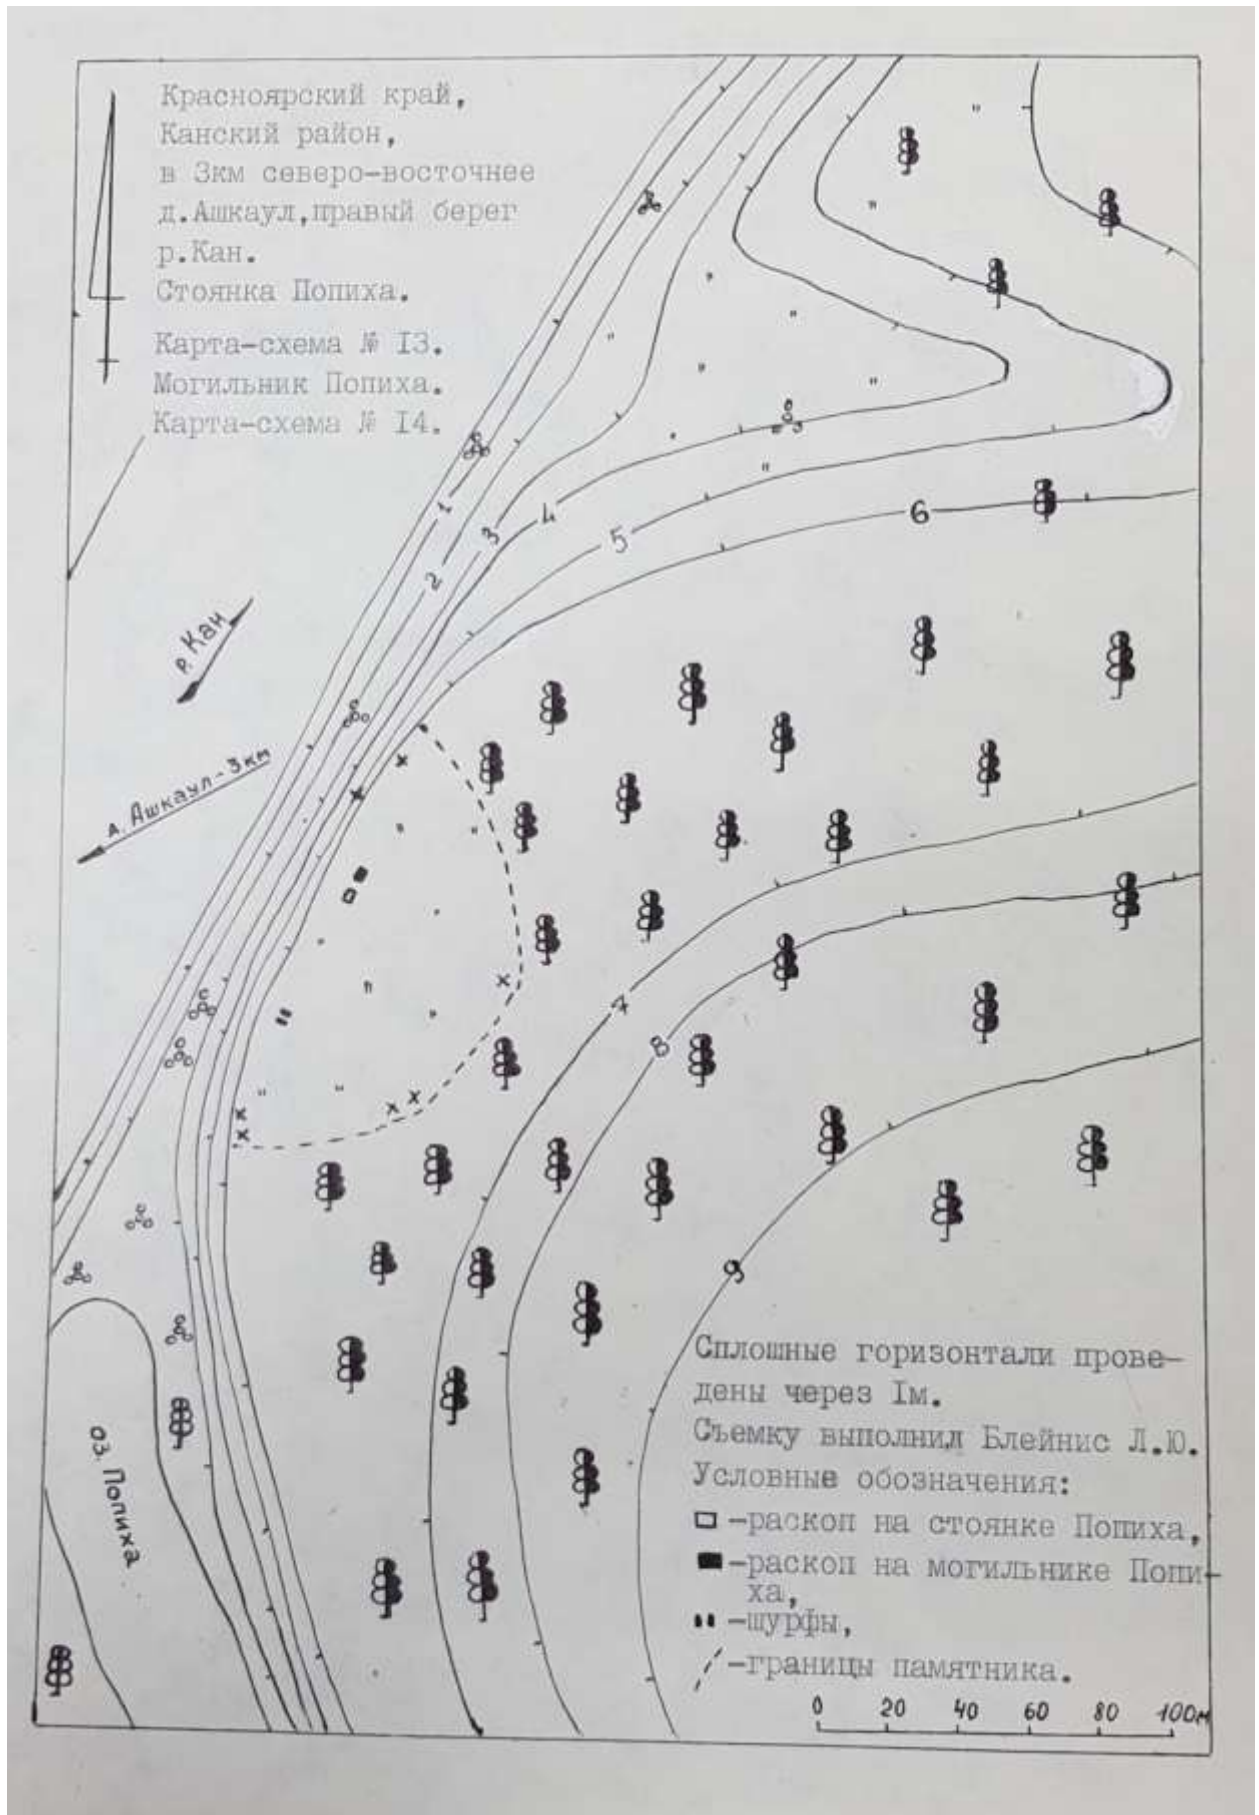 Красноярский край,
Канский район,
в 3км северо-восточнее
д.Ашкаул,правый берег
р.Кан.
Стоянка Попиха.
Карта-схема № I3.
Могильник Попиха.
Карта-схема № I4.
1
2
3
4
5
6
р. Кан
д. Ашкаул-3км
7
8
9
оз. Попиха
Сплошные горизонтали прове-
дены через Iм.
Съемку выполнил Блейнис Л.Ю.
Условные обозначения:
-раскоп на стоянке Попиха,
-раскоп на могильнике Попи-
ха,
-шурфы,
-границы памятника.
0 20 40 60 80 100м